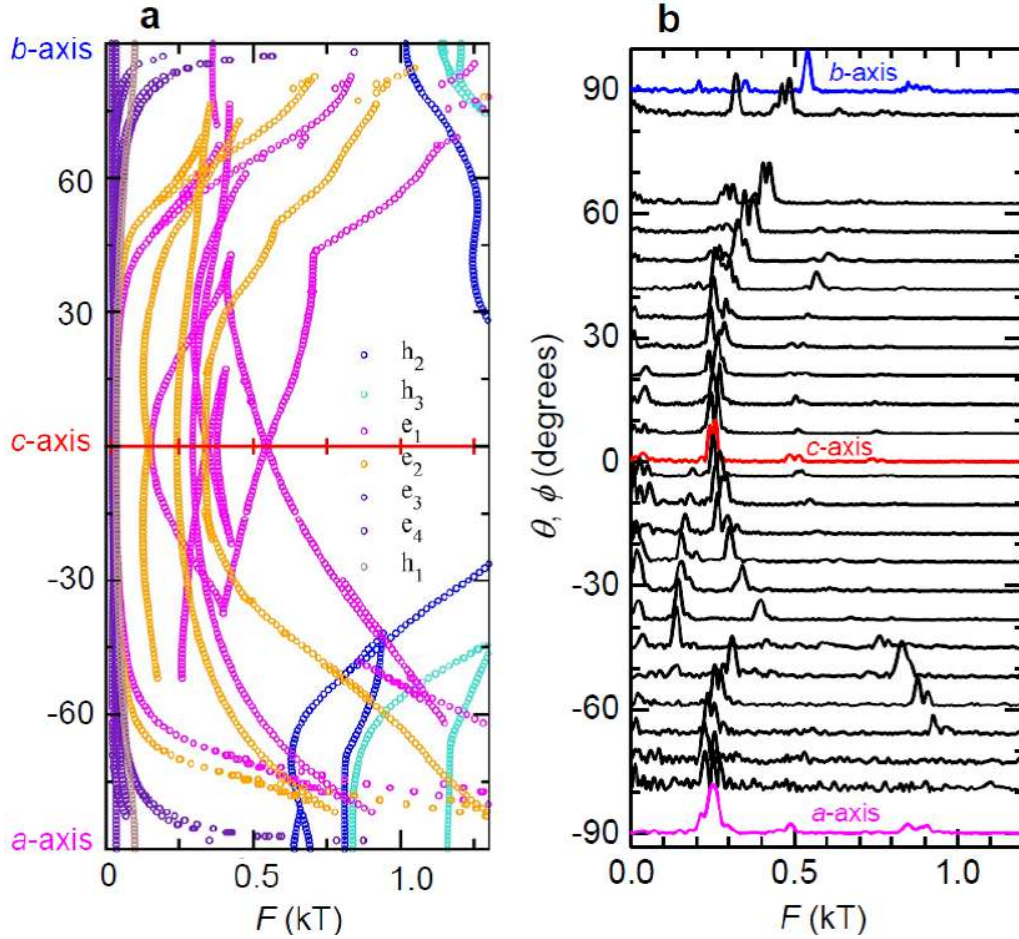 a
b-axis
60
30
c-axis
-30
-60
a-axis
h2
h3
e1
e2
e3
e4
h1
0
0.5
1.0
F (kT)
b
θ, ϕ (degrees)
90
60
30
0
-30
-60
-90
b-axis
c-axis
a-axis
0.0
0.5
1.0
F (kT)